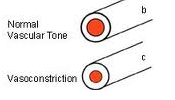 b
Normal
Vascular Tone
c
Vasoconstriction